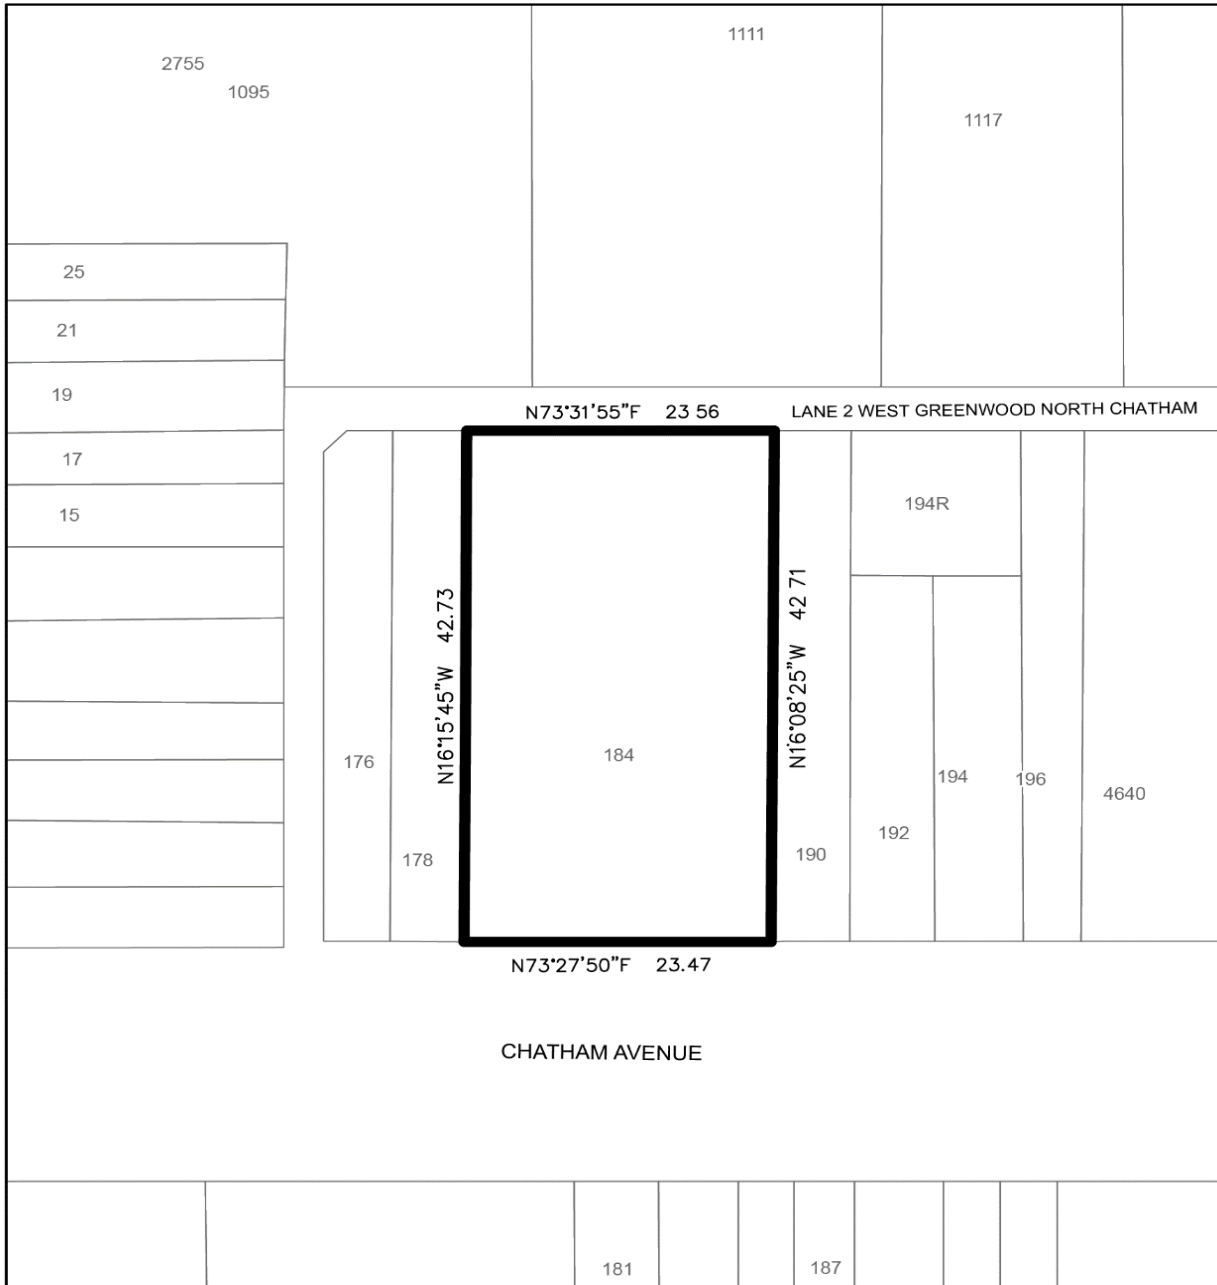 1111
2755
1095
1117
25
21
19
N73°31'55"F 23 56
LANE 2 WEST GREENWOOD NORTH CHATHAM
17
15
194R
N16°15'45"W 42.73
N16°08'25"W 42 71
176
184
194
196
4640
192
178
190
N73°27'50"F 23.47
CHATHAM AVENUE
181
187